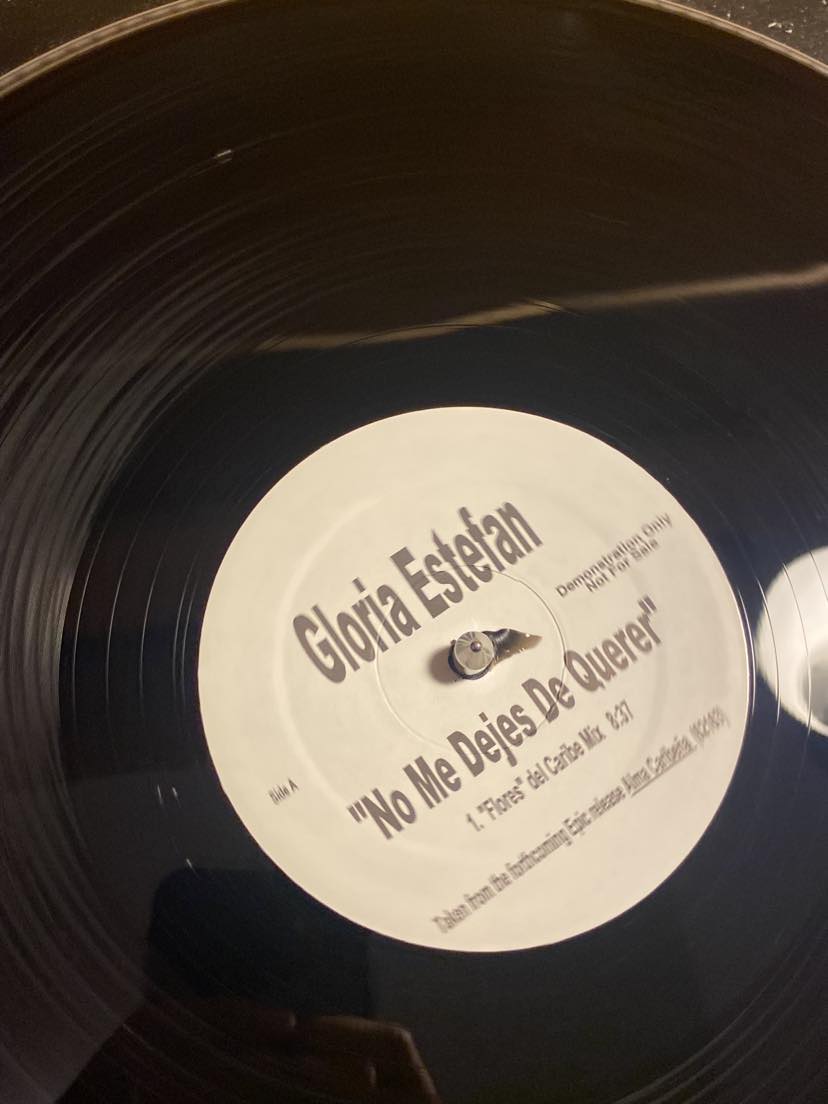 Gloria Estefan
Demonstration Only
Not For Sale
"No Me Dejes De Querer"
Side A
1. "Flores" del Caribe Mix 8:37
Taken from the forthcoming Epic release Alma Caribeña (62163)